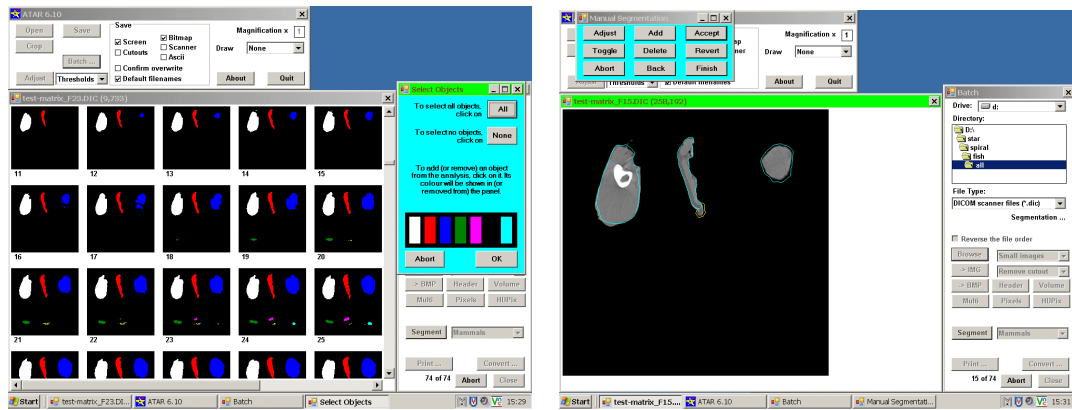 ATAR 6.10
Open Save
Crop
Batch ...
Adjust Thresholds
Save
Screen Bitmap
Cutouts Scanner
Ascii
Confirm overwrite
Default filenames
Magnification x 1
Draw None
About Quit
test-matrix_F23.DIC (9,733)
11 12 13 14 15
16 17 18 19 20
21 22 23 24 25
Select Objects
To select all objects,
click on All
To select no objects,
click on None
To add (or remove) an object
from the analysis, click on it. Its
colour will be shown in (or
removed from) the panel.
Abort OK
-> BMP Header Volume
Multi Pixels HUPix
Segment Mammals
Print ... Convert ...
74 of 74 Abort Close
Start test-matrix_F23.DI... ATAR 6.10 Batch Select Objects 15:29
Manual Segmentation
Adjust Add Accept
Toggle Delete Revert
Abort Back Finish
Magnification x 1
Draw None
Adjust Thresholds Default filenames
About Quit
test-matrix_F15.DIC (258,192)
Batch
Drive: d:
Directory:
D:\
star
spiral
fish
all
File Type:
DICOM scanner files (*.dic)
Segmentation ...
Reverse the file order
Browse Small images
-> IMG Remove cutout
-> BMP Header Volume
Multi Pixels HUPix
Segment Mammals
Print ... Convert ...
15 of 74 Abort Close
Start test-matrix_F15.... ATAR 6.10 Batch Manual Segmentati... 15:31